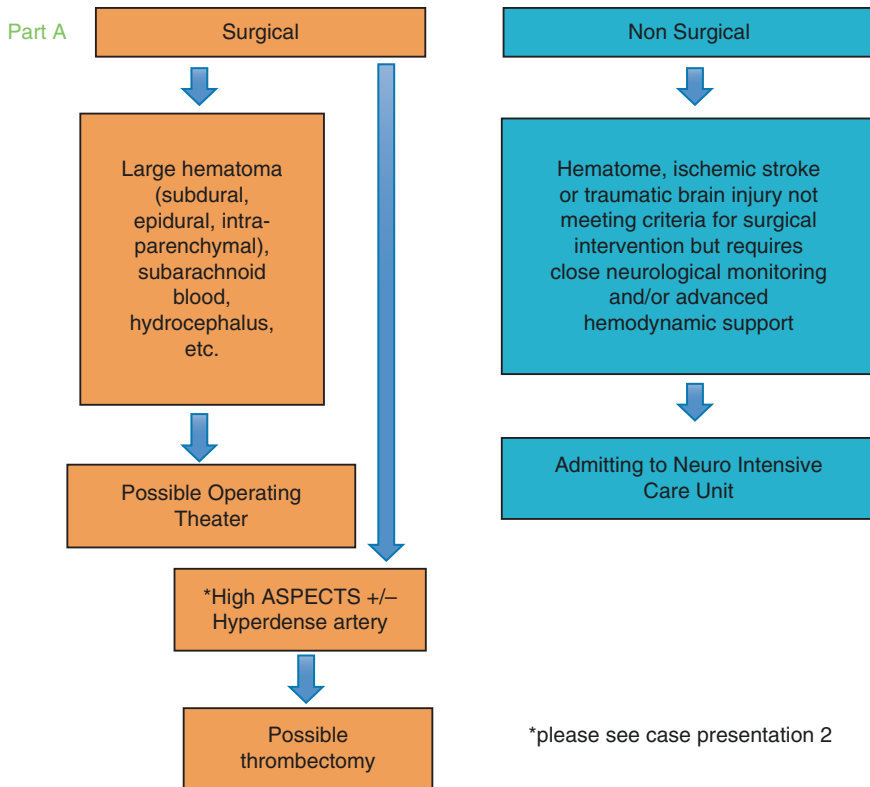 Part A
Surgical
Large hematoma
(subdural,
epidural, intra-
parenchymal),
subarachnoid
blood,
hydrocephalus,
etc.
Possible Operating
Theater
*High ASPECTS +/–
Hyperdense artery
Possible
thrombectomy
Non Surgical
Hematome, ischemic stroke
or traumatic brain injury not
meeting criteria for surgical
intervention but requires
close neurological monitoring
and/or advanced
hemodynamic support
Admitting to Neuro Intensive
Care Unit
*please see case presentation 2